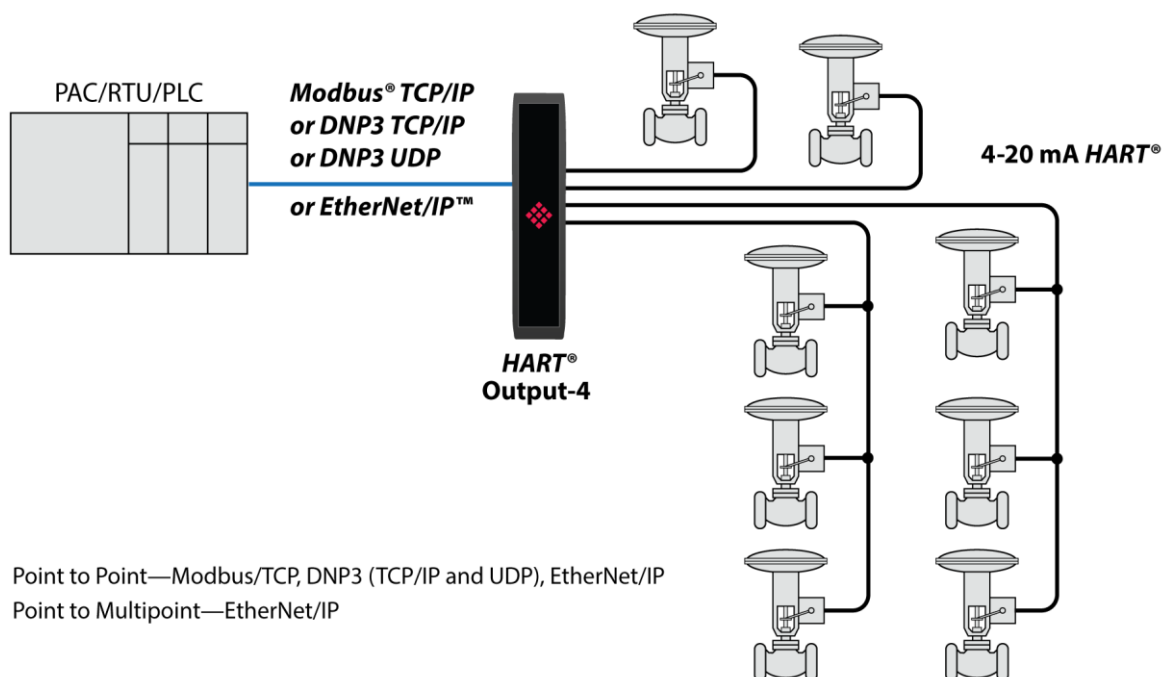 PAC/RTU/PLC
Modbus® TCP/IP
or DNP3 TCP/IP
or DNP3 UDP
or EtherNet/IP™
4-20 mA HART®
HART®
Output-4
Point to Point—Modbus/TCP, DNP3 (TCP/IP and UDP), EtherNet/IP
Point to Multipoint—EtherNet/IP